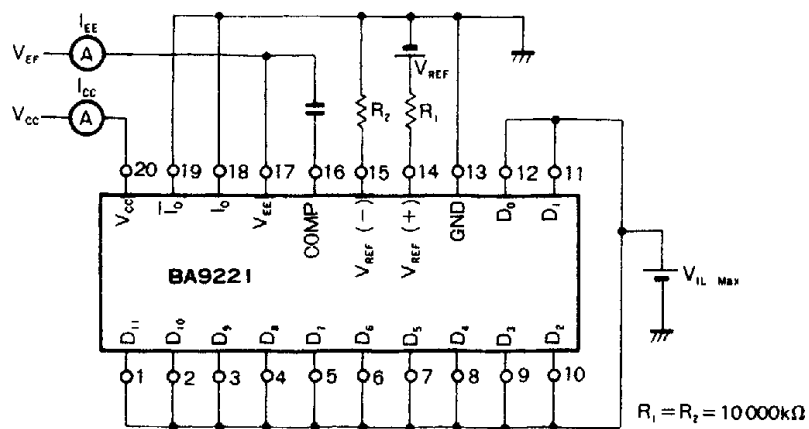 I_EE
V_EF A
V_REF
I_CC
V_CC A
R_2 R_1
20 19 18 17 16 15 14 13 12 11
V_CC I̅_O I_O V_EE COMP V_REF (−) V_REF (+) GND D_0 D_1
BA9221
V_IL Max
D_11 D_10 D_9 D_8 D_7 D_6 D_5 D_4 D_3 D_2
1 2 3 4 5 6 7 8 9 10
R_1 = R_2 = 10000kΩ